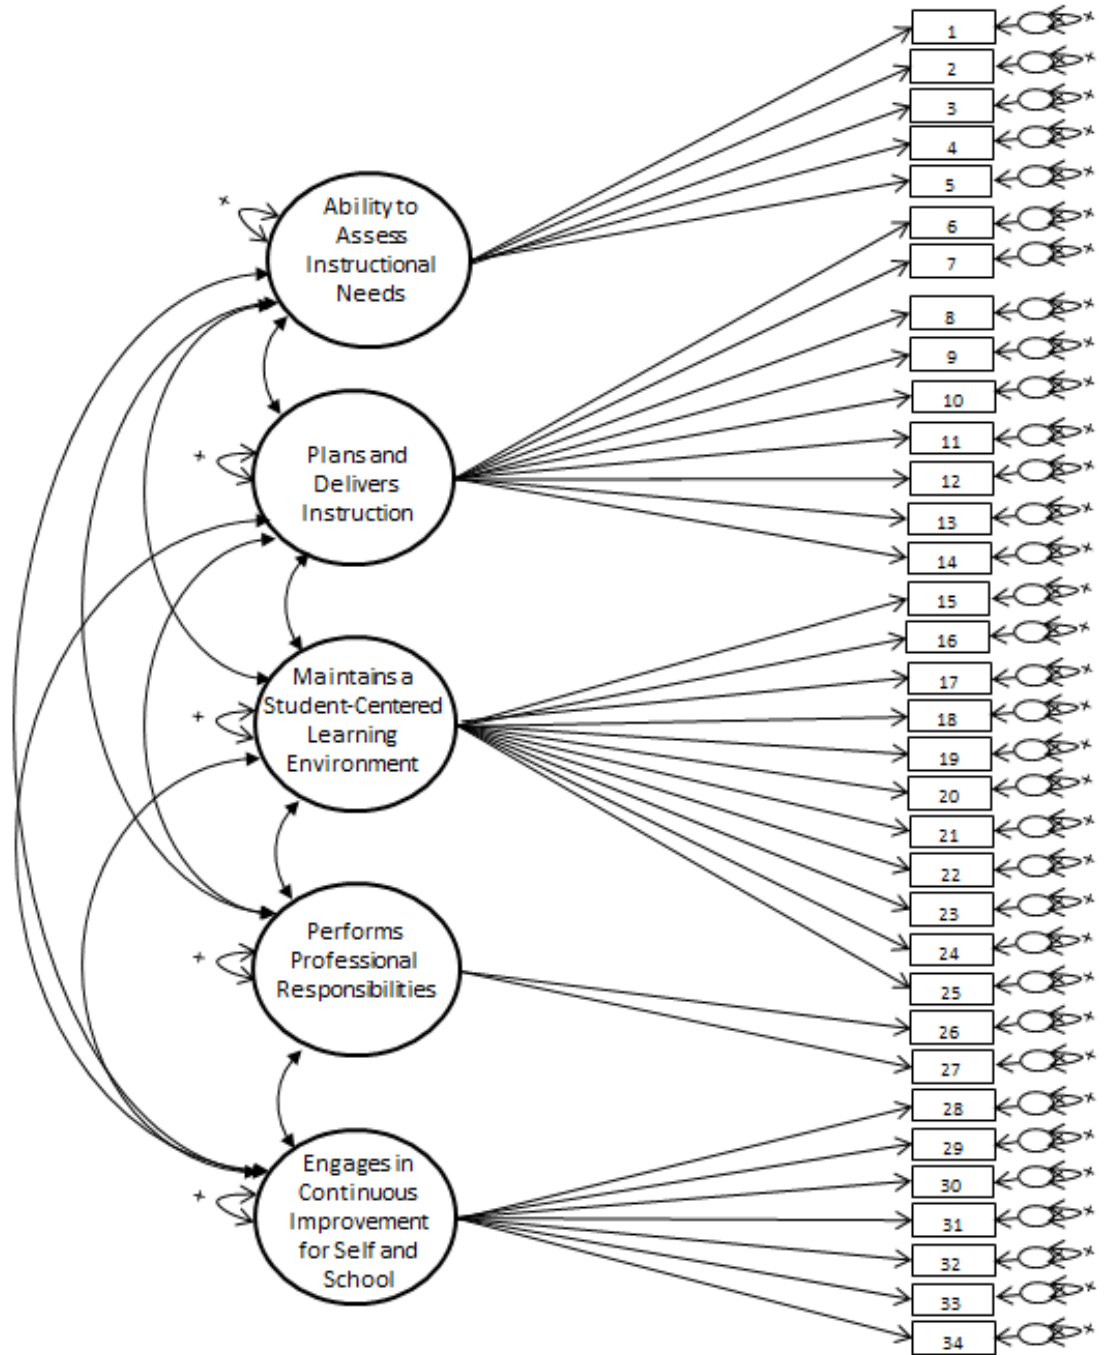 1
2
3
4
5
6
7
8
9
10
11
12
13
14
15
16
17
18
19
20
21
22
23
24
25
26
27
28
29
30
31
32
33
34
Ability to
Assess
Instructional
Needs
Plans and
Delivers
Instruction
Maintains a
Student-Centered
Learning
Environment
Performs
Professional
Responsibilities
Engages in
Continuous
Improvement
for Self and
School